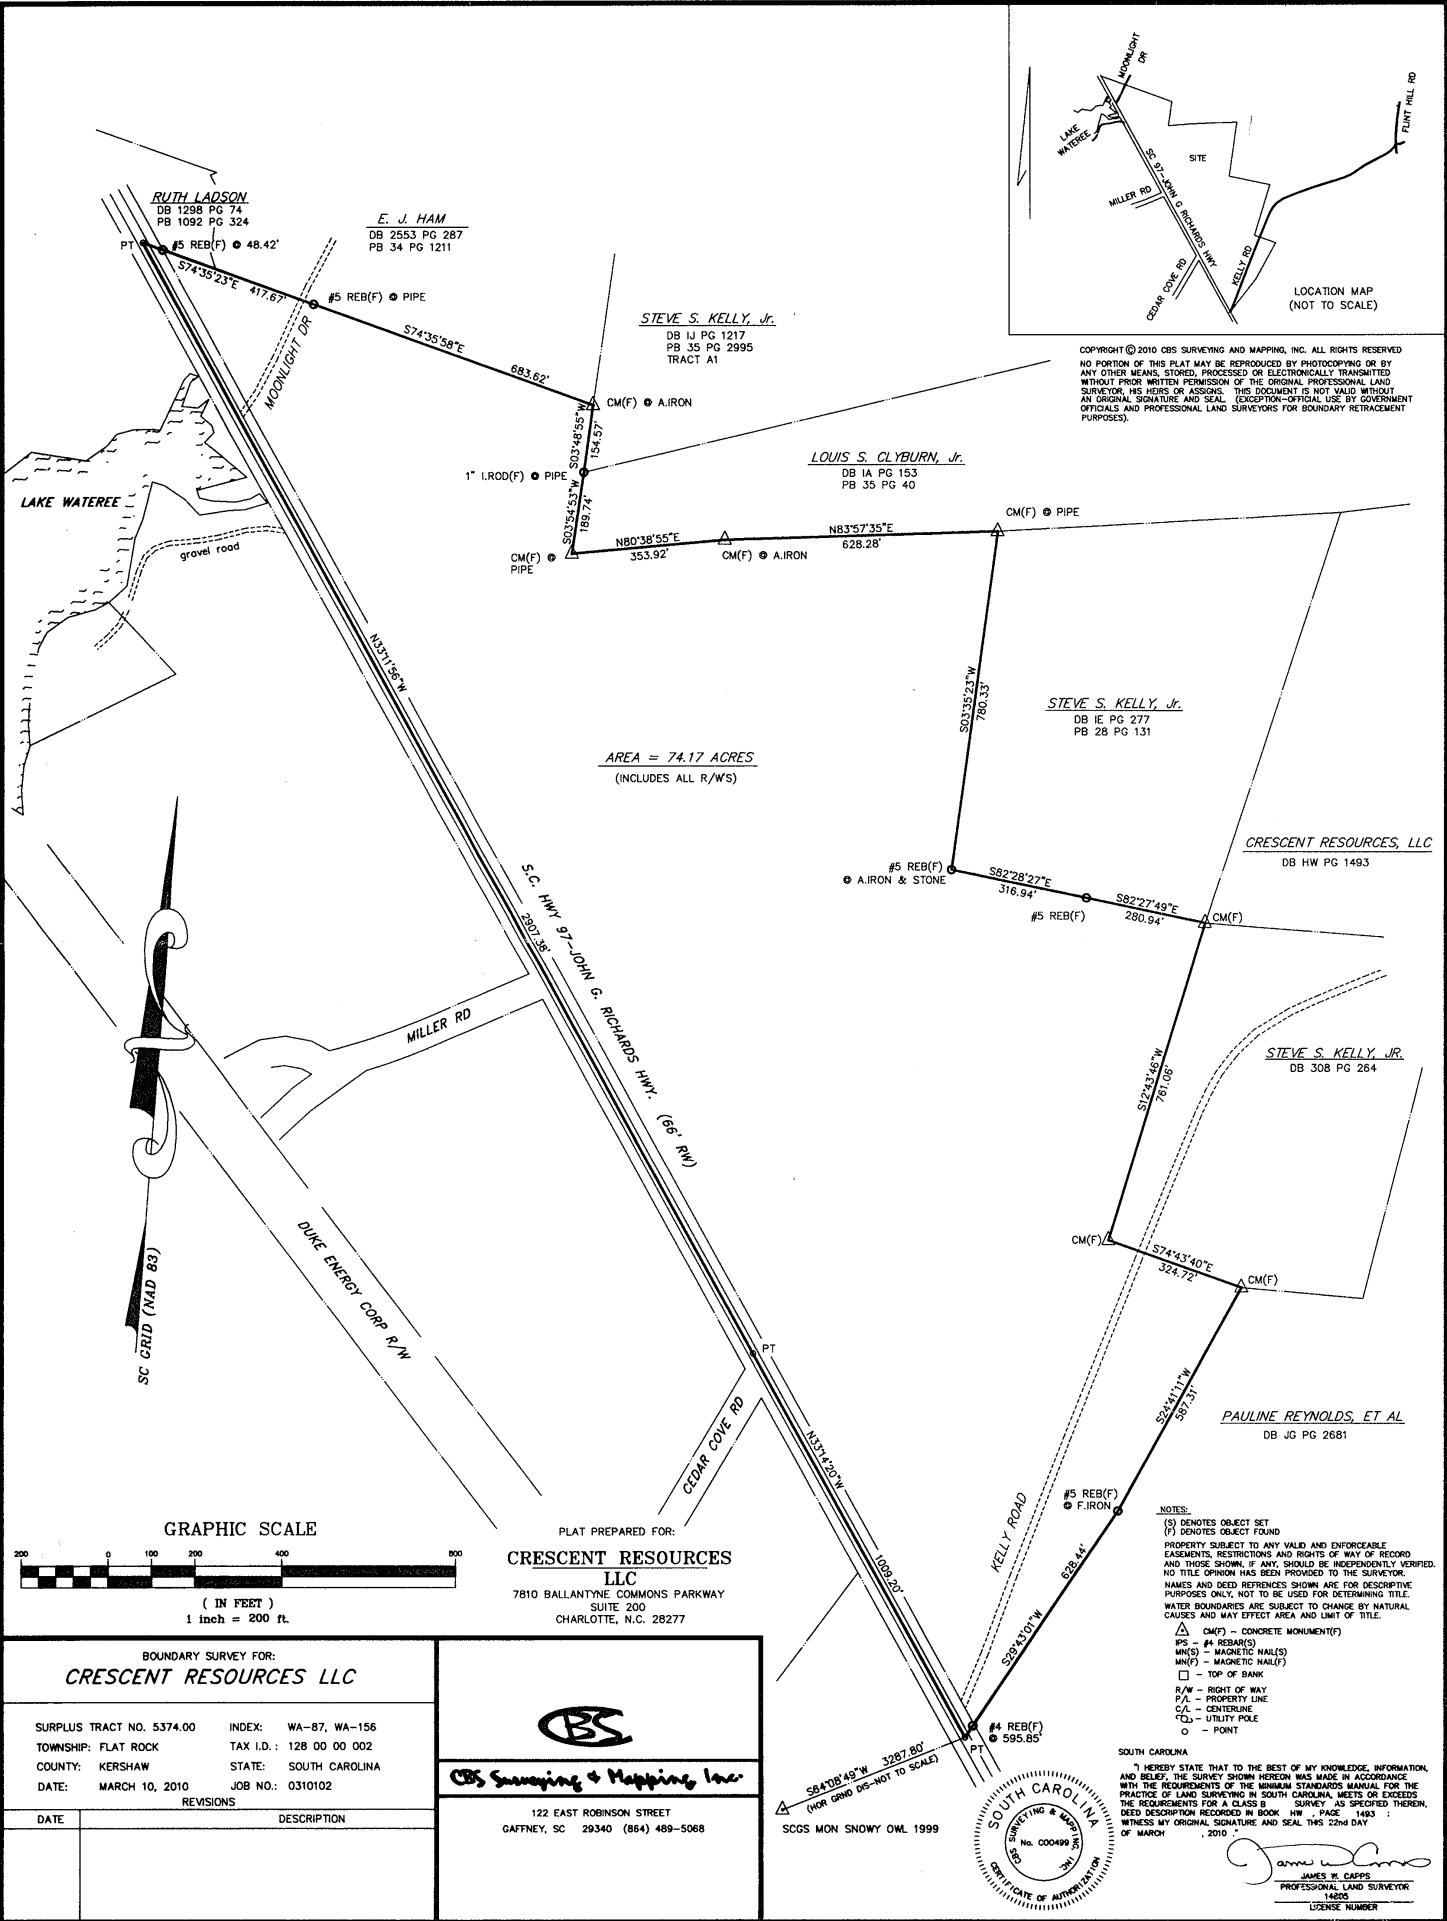 MOONLIGHT
DR
FLINT HILL RD
LAKE
WATEREE
SITE
SC 97-JOHN G RICHARDS HWY
MILLER RD
KELLY RD
CEDAR COVE RD
LOCATION MAP
(NOT TO SCALE)
COPYRIGHT © 2010 CBS SURVEYING AND MAPPING, INC. ALL RIGHTS RESERVED
NO PORTION OF THIS PLAT MAY BE REPRODUCED BY PHOTOCOPYING OR BY
ANY OTHER MEANS, STORED, PROCESSED OR ELECTRONICALLY TRANSMITTED
WITHOUT PRIOR WRITTEN PERMISSION OF THE ORIGINAL PROFESSIONAL LAND
SURVEYOR, HIS HEIRS OR ASSIGNS. THIS DOCUMENT IS NOT VALID WITHOUT
AN ORIGINAL SIGNATURE AND SEAL. (EXCEPTION-OFFICIAL USE BY GOVERNMENT
OFFICIALS AND PROFESSIONAL LAND SURVEYORS FOR BOUNDARY RETRACEMENT
PURPOSES).
RUTH LADSON
DB 1298 PG 74
PB 1092 PG 324
E. J. HAM
DB 2553 PG 287
PB 34 PG 1211
PT
#5 REB(F) @ 48.42'
S74°35'23"E 417.67'
#5 REB(F) @ PIPE
MOONLIGHT DR
S74°35'58"E
683.62'
STEVE S. KELLY, Jr.
DB IJ PG 1217
PB 35 PG 2995
TRACT A1
CM(F) @ A.IRON
S03°48'55"W
154.57'
1" I.ROD(F) @ PIPE
S03°54'53"W
189.74'
LOUIS S. CLYBURN, Jr.
DB IA PG 153
PB 35 PG 40
CM(F) @ PIPE
N83°57'35"E
628.28'
N80°38'55"E
353.92'
CM(F) @ A.IRON
CM(F) @
PIPE
LAKE WATEREE
gravel road
N33°11'56"W
S03°35'23"W
780.33'
STEVE S. KELLY, Jr.
DB IE PG 277
PB 28 PG 131
AREA = 74.17 ACRES
(INCLUDES ALL R/W'S)
CRESCENT RESOURCES, LLC
DB HW PG 1493
#5 REB(F)
@ A.IRON & STONE
S82°28'27"E
316.94'
#5 REB(F)
S82°27'49"E
280.94'
CM(F)
S.C. HWY 97-JOHN G. RICHARDS HWY. (66' RW)
2907.38'
MILLER RD
STEVE S. KELLY, JR.
DB 308 PG 264
S12°43'46"W
761.06'
SC GRID (NAD 83)
DUKE ENERGY CORP R/W
CM(F)
S74°43'40"E
324.72'
CM(F)
PT
S24°41'11"W
587.31'
PAULINE REYNOLDS, ET AL
DB JG PG 2681
CEDAR COVE RD
N33°14'20"W
1009.20'
KELLY ROAD
#5 REB(F)
@ F.IRON
S29°43'01"W
628.44'
#4 REB(F)
@ 595.85'
PT
S64°08'49"W 3287.80'
(HOR GRND DIS-NOT TO SCALE)
SCGS MON SNOWY OWL 1999
GRAPHIC SCALE
200 0 100 200 400 800
( IN FEET )
1 inch = 200 ft.
PLAT PREPARED FOR:
CRESCENT RESOURCES
LLC
7810 BALLANTYNE COMMONS PARKWAY
SUITE 200
CHARLOTTE, N.C. 28277
NOTES:
(S) DENOTES OBJECT SET
(F) DENOTES OBJECT FOUND
PROPERTY SUBJECT TO ANY VALID AND ENFORCEABLE
EASEMENTS, RESTRICTIONS AND RIGHTS OF WAY OF RECORD
AND THOSE SHOWN, IF ANY, SHOULD BE INDEPENDENTLY VERIFIED.
NO TITLE OPINION HAS BEEN PROVIDED TO THE SURVEYOR.
NAMES AND DEED REFRENCES SHOWN ARE FOR DESCRIPTIVE
PURPOSES ONLY, NOT TO BE USED FOR DETERMINING TITLE.
WATER BOUNDARIES ARE SUBJECT TO CHANGE BY NATURAL
CAUSES AND MAY EFFECT AREA AND LIMIT OF TITLE.
CM(F) - CONCRETE MONUMENT(F)
IPS - #4 REBAR(S)
MN(S) - MAGNETIC NAIL(S)
MN(F) - MAGNETIC NAIL(F)
- TOP OF BANK
R/W - RIGHT OF WAY
P/L - PROPERTY LINE
C/L - CENTERLINE
- UTILITY POLE
- POINT
BOUNDARY SURVEY FOR:
CRESCENT RESOURCES LLC
SURPLUS TRACT NO. 5374.00 INDEX: WA-87, WA-156
TOWNSHIP: FLAT ROCK TAX I.D.: 128 00 00 002
COUNTY: KERSHAW STATE: SOUTH CAROLINA
DATE: MARCH 10, 2010 JOB NO.: 0310102
REVISIONS
DATE DESCRIPTION
CBS
CBS Surveying & Mapping, Inc.
122 EAST ROBINSON STREET
GAFFNEY, SC 29340 (864) 489-5068
SOUTH CAROLINA
CBS SURVEYING & MAPPING, INC.
No. C00499
CERTIFICATE OF AUTHORIZATION
SOUTH CAROLINA
"I HEREBY STATE THAT TO THE BEST OF MY KNOWLEDGE, INFORMATION,
AND BELIEF, THE SURVEY SHOWN HEREON WAS MADE IN ACCORDANCE
WITH THE REQUIREMENTS OF THE MINIMUM STANDARDS MANUAL FOR THE
PRACTICE OF LAND SURVEYING IN SOUTH CAROLINA, MEETS OR EXCEEDS
THE REQUIREMENTS FOR A CLASS B SURVEY AS SPECIFIED THEREIN,
DEED DESCRIPTION RECORDED IN BOOK HW , PAGE 1493 ;
WITNESS MY ORIGINAL SIGNATURE AND SEAL THIS 22nd DAY
OF MARCH , 2010 ."
JAMES W. CAPPS
PROFESSIONAL LAND SURVEYOR
14205
LICENSE NUMBER